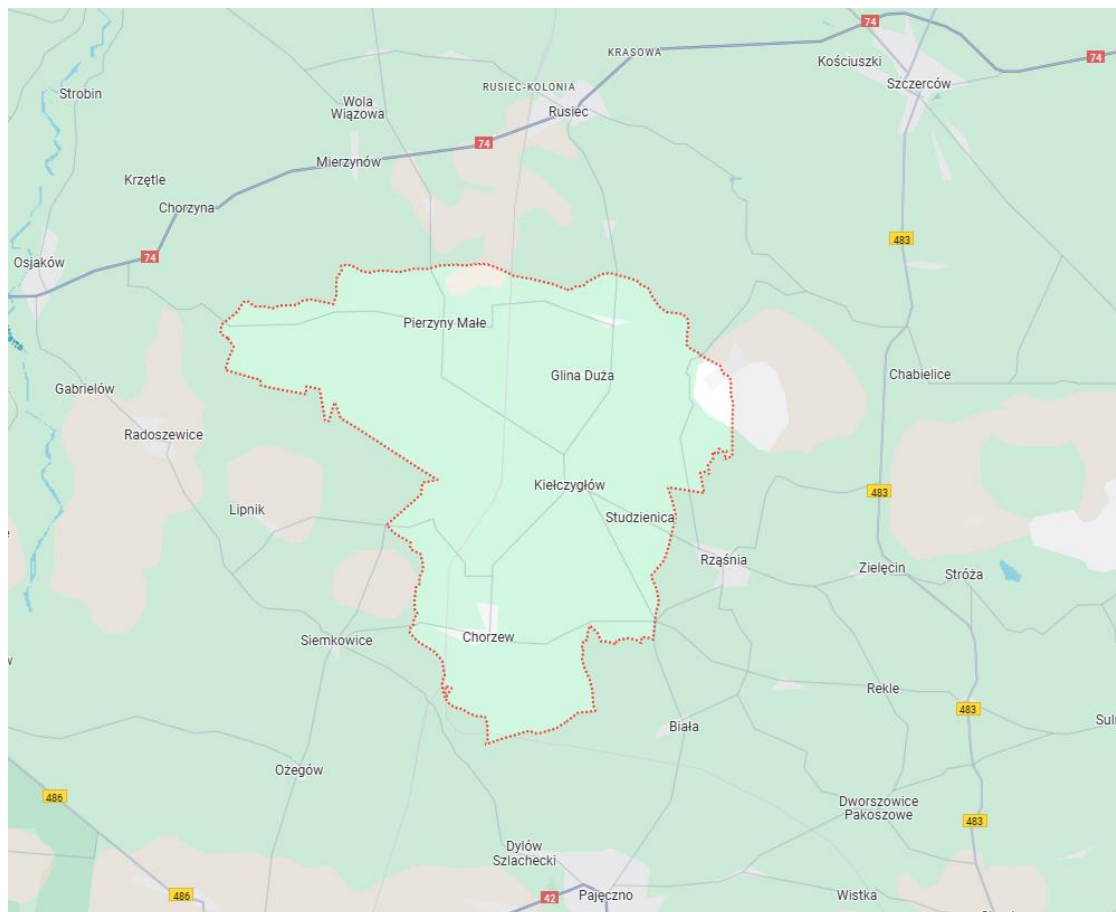 74
KRASOWA
74
Kościuszki
Szczerców
Strobin
RUSIEC-KOLONIA
Wola
Wiązowa
Rusiec
74
Mierzynów
Krzętle
Chorzyna
483
74
Osjaków
Pierzyny Małe
Glina Duża
Chabielice
Gabrielów
Radoszewice
Kiełczygłów
483
Lipnik
Studzienica
Rząśnia
Zielęcin
Stróża
Siemkowice
Chorzew
Rekle
483
Biała
Ożegów
486
Dworszowice
Pakoszowe
483
Dylów
Szlachecki
486
42
Pajęczno
Wistka